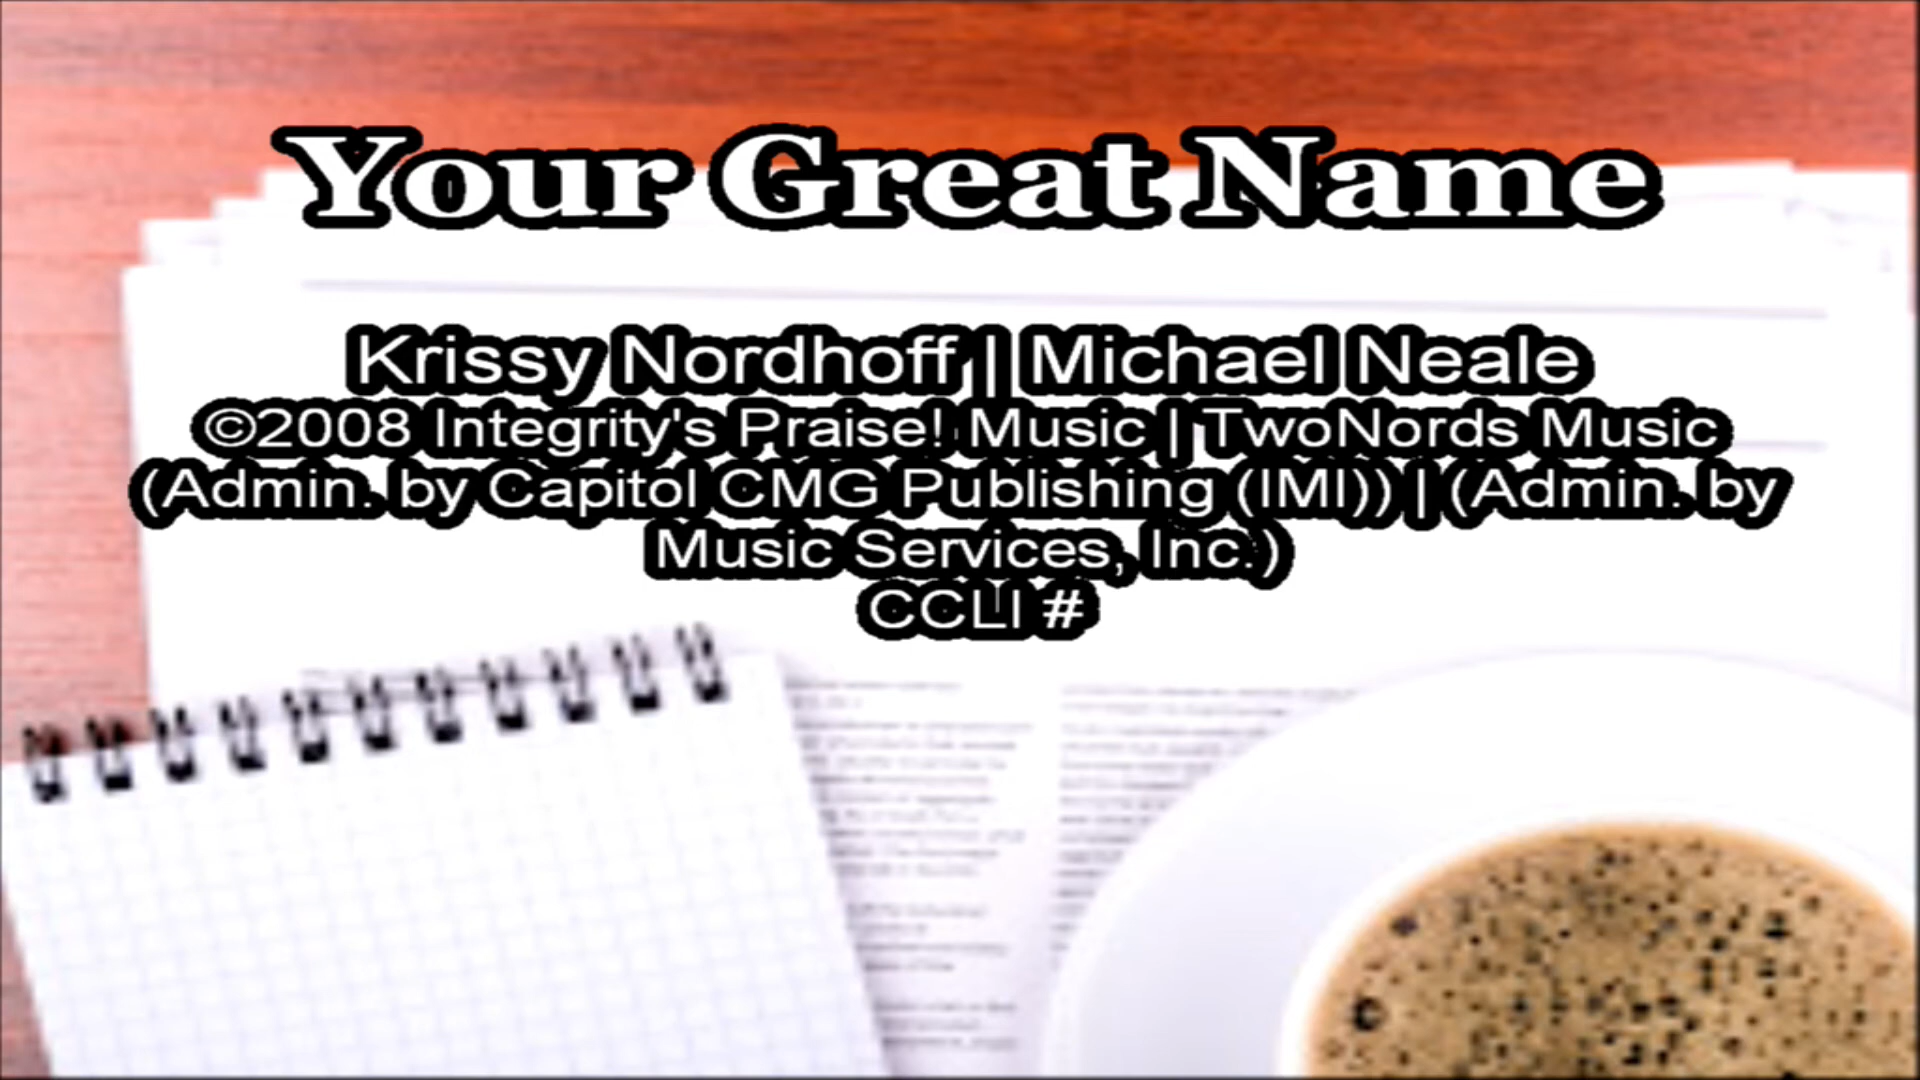 Your Great Name
Krissy Nordhoff | Michael Neale
©2008 Integrity's Praise! Music | TwoNords Music
(Admin. by Capitol CMG Publishing (IMI)) | (Admin. by
Music Services, Inc.)
CCLI #